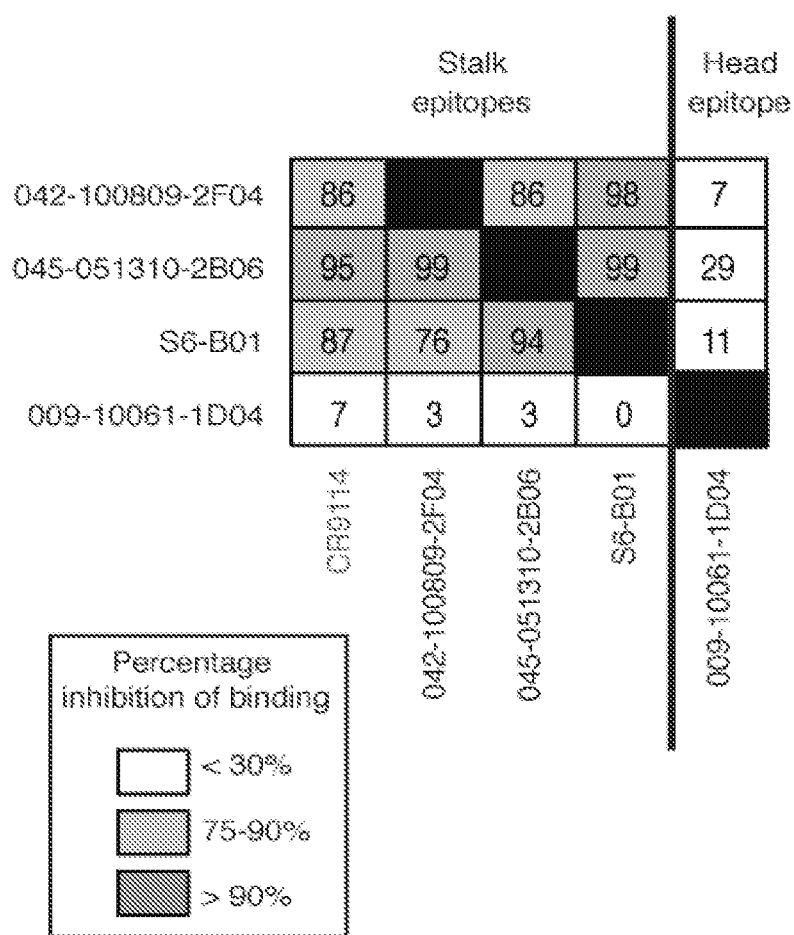 Stalk epitopes
Head epitope
042-100809-2F04 86 86 98 7
045-051310-2B06 95 99 99 29
S6-B01 87 76 94 11
009-10061-1D04 7 3 3 0
CR9114
042-100809-2F04
045-051310-2B06
S6-B01
009-10061-1D04
Percentage
inhibition of binding
< 30%
75-90%
> 90%